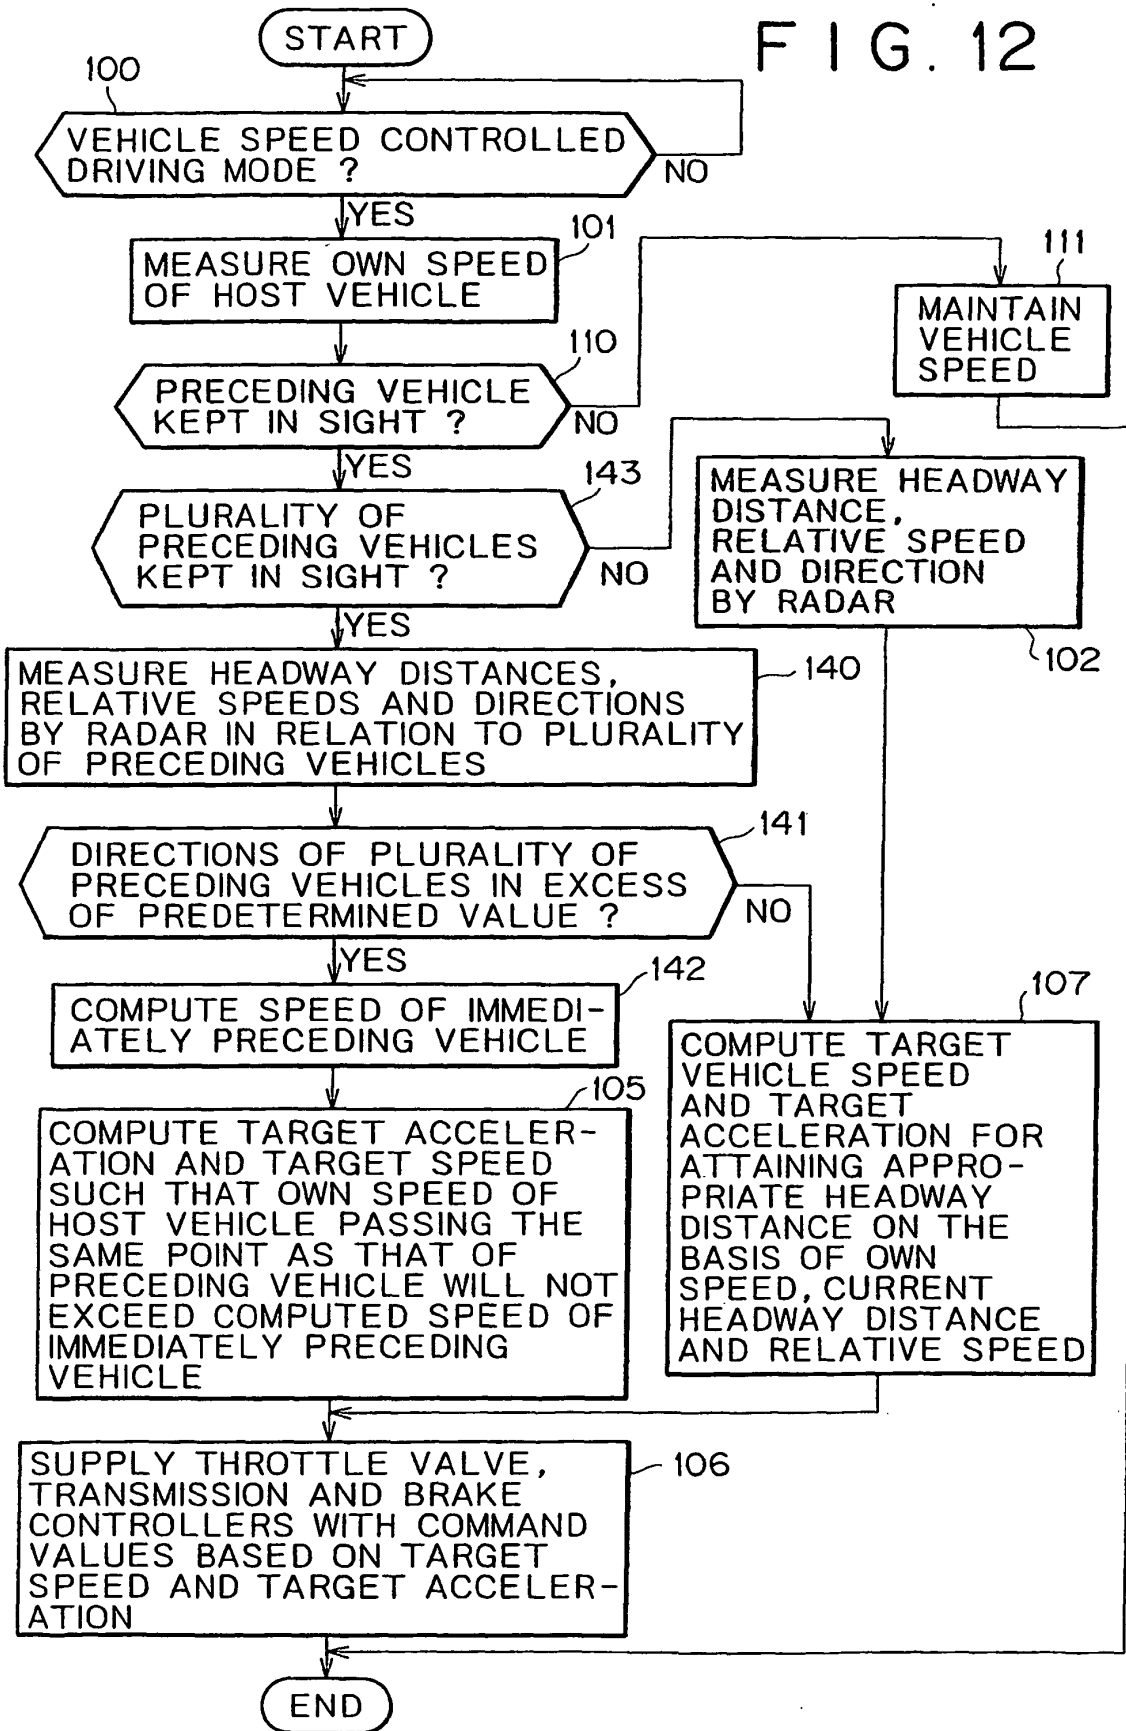 FIG. 12
START
100
VEHICLE SPEED CONTROLLED
DRIVING MODE ?
NO
YES
101
MEASURE OWN SPEED
OF HOST VEHICLE
111
MAINTAIN
VEHICLE
SPEED
110
PRECEDING VEHICLE
KEPT IN SIGHT ?
NO
YES
143
PLURALITY OF
PRECEDING VEHICLES
KEPT IN SIGHT ?
NO
MEASURE HEADWAY
DISTANCE,
RELATIVE SPEED
AND DIRECTION
BY RADAR
102
YES
140
MEASURE HEADWAY DISTANCES,
RELATIVE SPEEDS AND DIRECTIONS
BY RADAR IN RELATION TO PLURALITY
OF PRECEDING VEHICLES
141
DIRECTIONS OF PLURALITY OF
PRECEDING VEHICLES IN EXCESS
OF PREDETERMINED VALUE ?
NO
YES
142
COMPUTE SPEED OF IMMEDI-
ATELY PRECEDING VEHICLE
107
COMPUTE TARGET
VEHICLE SPEED
AND TARGET
ACCELERATION FOR
ATTAINING APPRO-
PRIATE HEADWAY
DISTANCE ON THE
BASIS OF OWN
SPEED, CURRENT
HEADWAY DISTANCE
AND RELATIVE SPEED
105
COMPUTE TARGET ACCELER-
ATION AND TARGET SPEED
SUCH THAT OWN SPEED OF
HOST VEHICLE PASSING THE
SAME POINT AS THAT OF
PRECEDING VEHICLE WILL NOT
EXCEED COMPUTED SPEED OF
IMMEDIATELY PRECEDING
VEHICLE
106
SUPPLY THROTTLE VALVE,
TRANSMISSION AND BRAKE
CONTROLLERS WITH COMMAND
VALUES BASED ON TARGET
SPEED AND TARGET ACCELER-
ATION
END